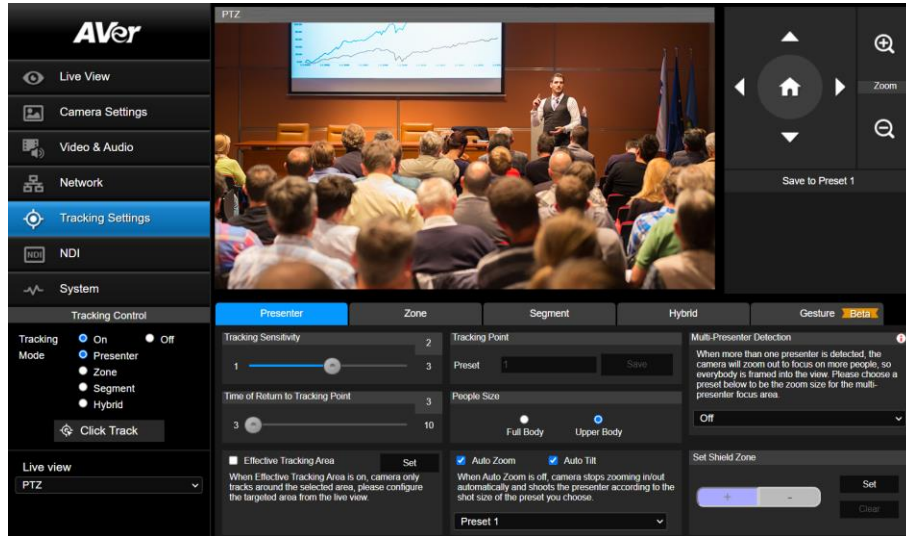 AVer
Live View
Camera Settings
Video & Audio
Network
Tracking Settings
NDI
NDI
System
Tracking Control
Tracking
On
Off
Mode
Presenter
Zone
Segment
Hybrid
Click Track
Live view
PTZ
PTZ
Zoom
Save to Preset 1
Presenter
Zone
Segment
Hybrid
Gesture
Beta
Tracking Sensitivity
2
1
3
Time of Return to Tracking Point
3
3
10
Effective Tracking Area
Set
When Effective Tracking Area is on, camera only
tracks around the selected area, please configure
the targeted area from the live view.
Tracking Point
Preset
1
Save
People Size
Full Body
Upper Body
Auto Zoom
Auto Tilt
When Auto Zoom is off, camera stops zooming in/out
automatically and shoots the presenter according to the
shot size of the preset you choose.
Preset 1
Multi-Presenter Detection
When more than one presenter is detected, the
camera will zoom out to focus on more people, so
everybody is framed into the view. Please choose a
preset below to be the zoom size for the multi-
presenter focus area.
Off
Set Shield Zone
+
-
Set
Clear